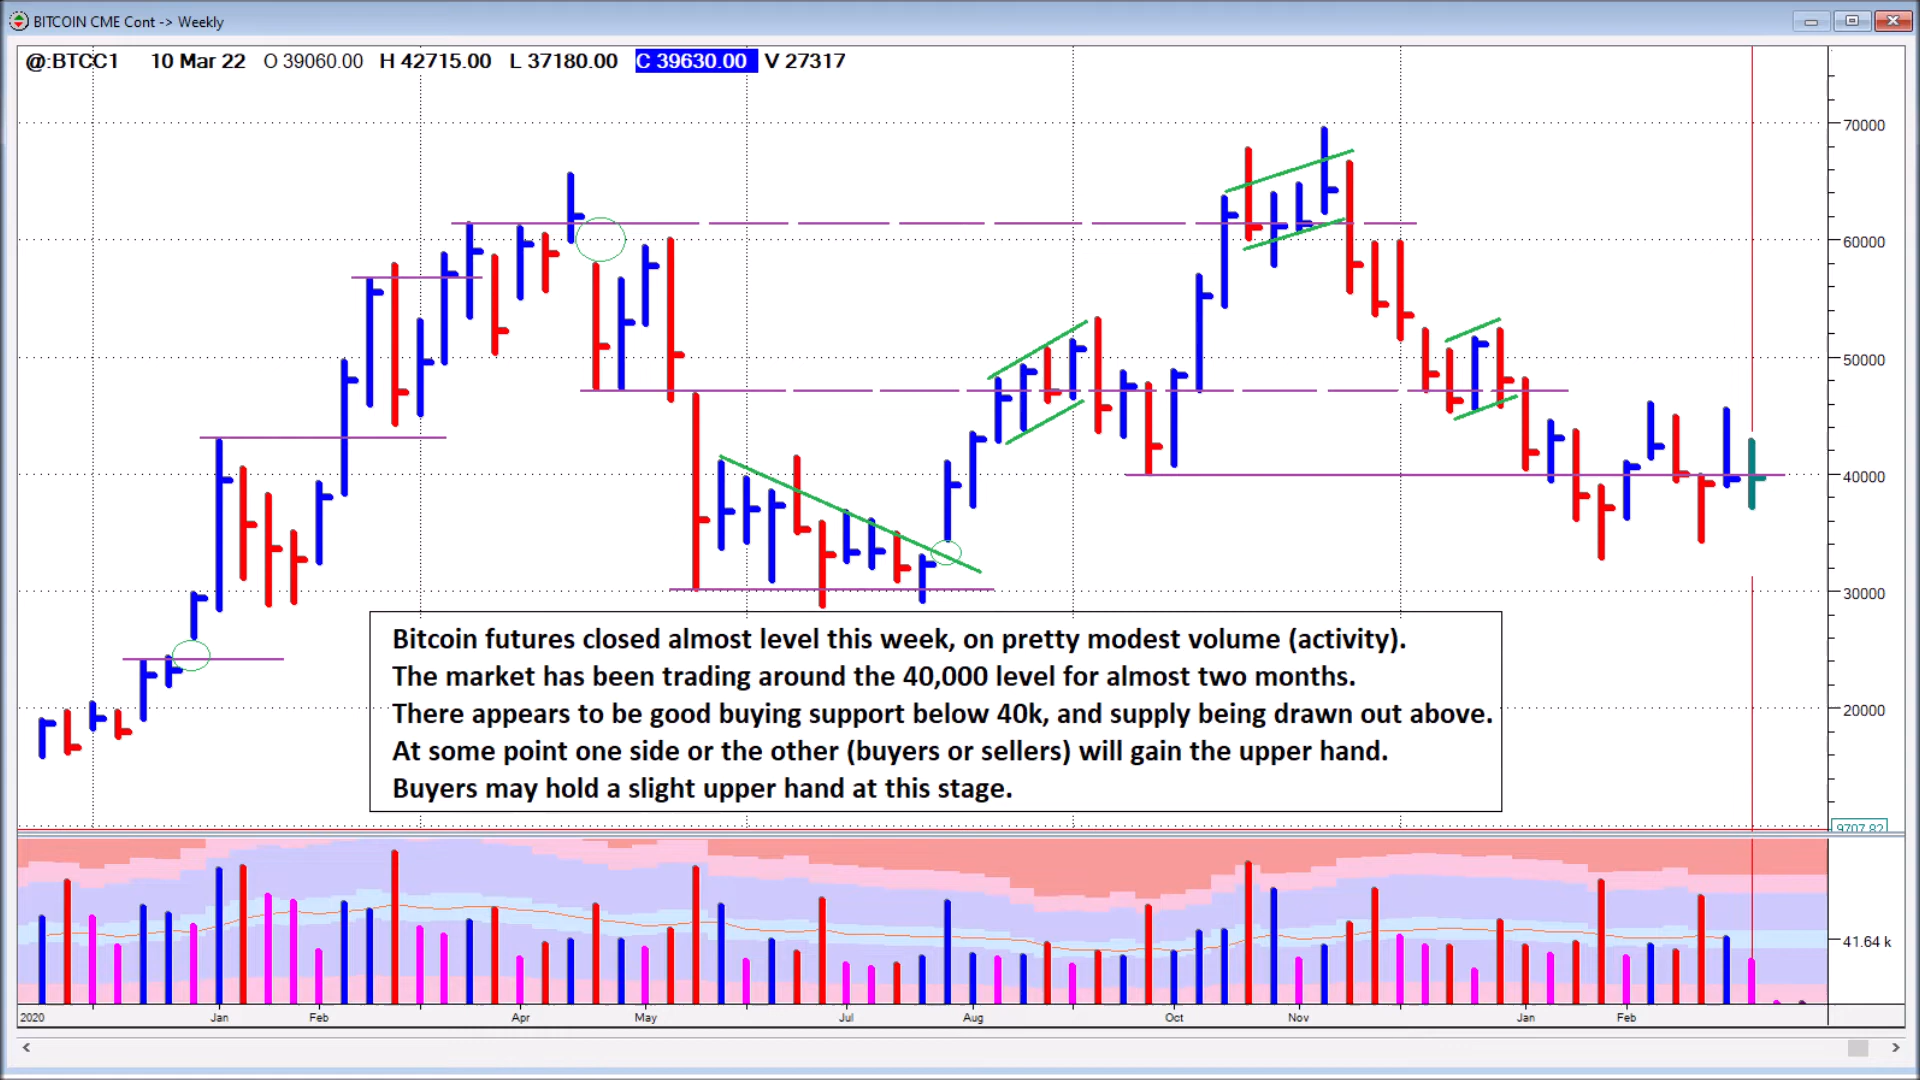 BITCOIN CME Cont -> Weekly
@:BTCC1 10 Mar 22 O 39060.00 H 42715.00 L 37180.00 C 39630.00 V 27317
70000
60000
50000
40000
30000
20000
Bitcoin futures closed almost level this week, on pretty modest volume (activity).
The market has been trading around the 40,000 level for almost two months.
There appears to be good buying support below 40k, and supply being drawn out above.
At some point one side or the other (buyers or sellers) will gain the upper hand.
Buyers may hold a slight upper hand at this stage.
9707.82
41.64 k
2020 Jan Feb Apr May Jul Aug Oct Nov Jan Feb